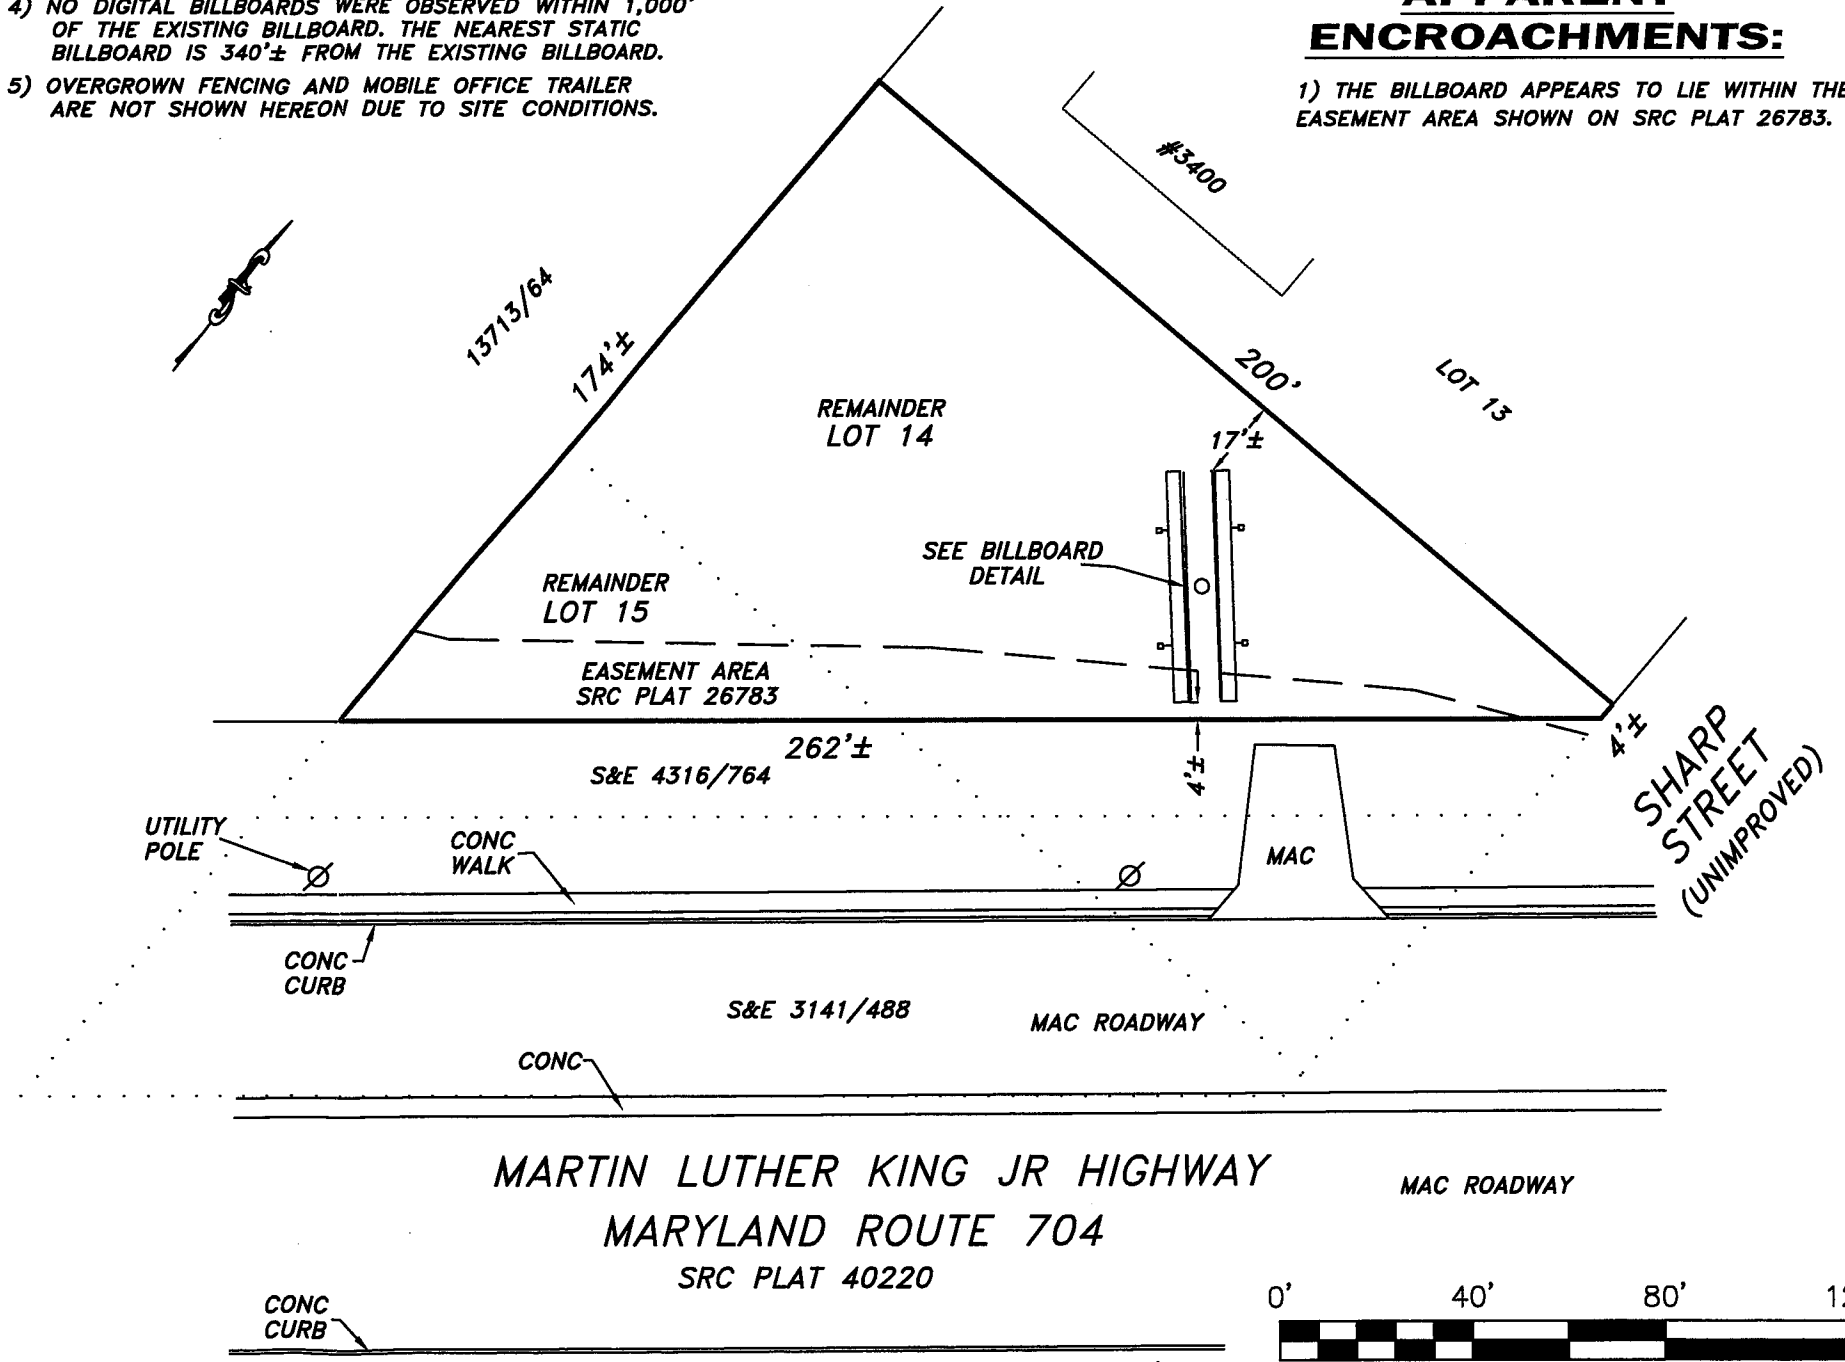 4) NO DIGITAL BILLBOARDS WERE OBSERVED WITHIN 1,000'
OF THE EXISTING BILLBOARD. THE NEAREST STATIC
BILLBOARD IS 340'± FROM THE EXISTING BILLBOARD.
5) OVERGROWN FENCING AND MOBILE OFFICE TRAILER
ARE NOT SHOWN HEREON DUE TO SITE CONDITIONS.
APPARENT
ENCROACHMENTS:
1) THE BILLBOARD APPEARS TO LIE WITHIN THE
EASEMENT AREA SHOWN ON SRC PLAT 26783.
#3400
13713/64
174'±
200'
LOT 13
REMAINDER
LOT 14
17'±
SEE BILLBOARD
DETAIL
REMAINDER
LOT 15
EASEMENT AREA
SRC PLAT 26783
262'±
4'±
4'±
SHARP
STREET
(UNIMPROVED)
S&E 4316/764
UTILITY
POLE
CONC
WALK
MAC
CONC
CURB
S&E 3141/488
MAC ROADWAY
CONC
MARTIN LUTHER KING JR HIGHWAY
MAC ROADWAY
MARYLAND ROUTE 704
SRC PLAT 40220
CONC
CURB
0' 40' 80'